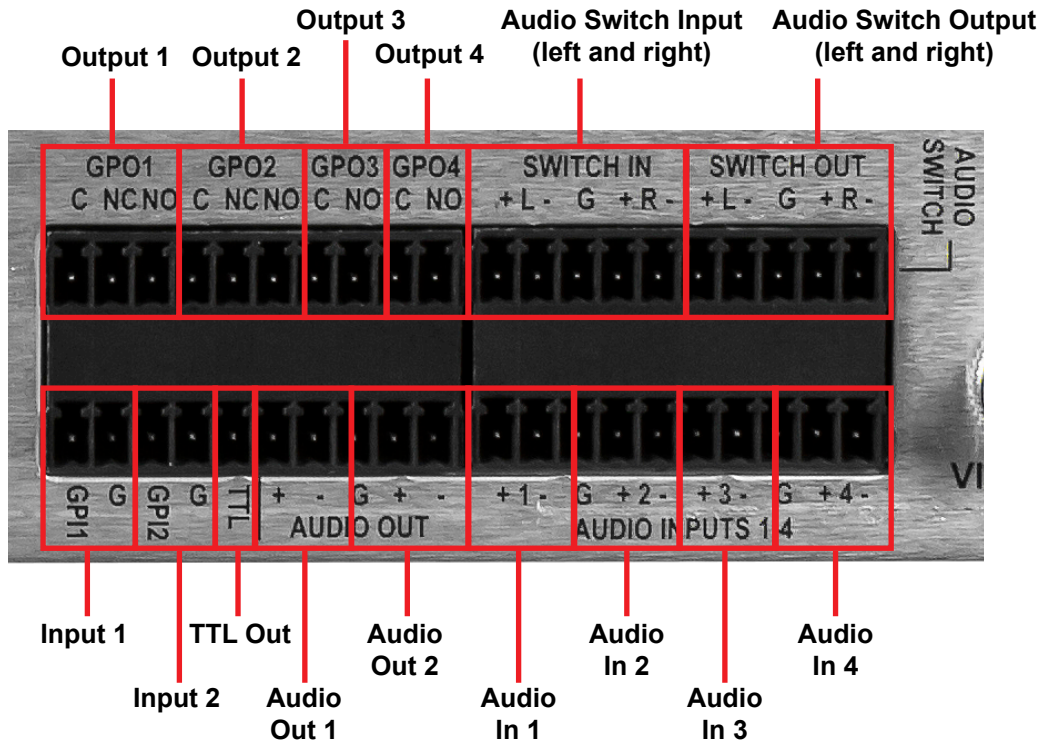 Output 3
Audio Switch Input
(left and right)
Audio Switch Output
(left and right)
Output 1
Output 2
Output 4
GPO1 GPO2 GPO3 GPO4 SWITCH IN SWITCH OUT
C NC NO C NC NO C NO C NO + L - G + R - + L - G + R -
AUDIO
SWITCH
GPI1 G GPI2 G TTL + - G + - + 1 - G + 2 - + 3 - G + 4 -
AUDIO OUT AUDIO INPUTS 1-4
VI
Input 1
TTL Out
Audio
Out 2
Audio
In 2
Audio
In 4
Input 2
Audio
Out 1
Audio
In 1
Audio
In 3